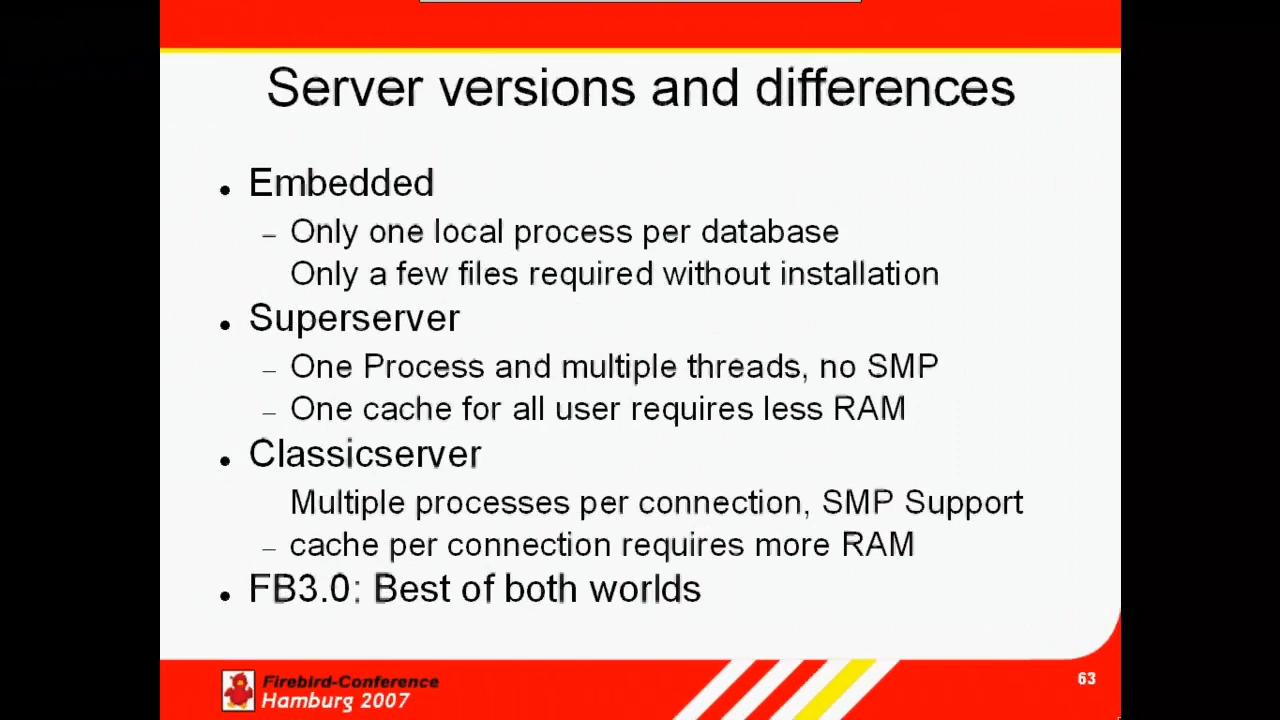 Server versions and differences
• Embedded
– Only one local process per database
Only a few files required without installation
• Superserver
– One Process and multiple threads, no SMP
– One cache for all user requires less RAM
• Classicserver
Multiple processes per connection, SMP Support
– cache per connection requires more RAM
• FB3.0: Best of both worlds
Firebird-Conference
Hamburg 2007
63